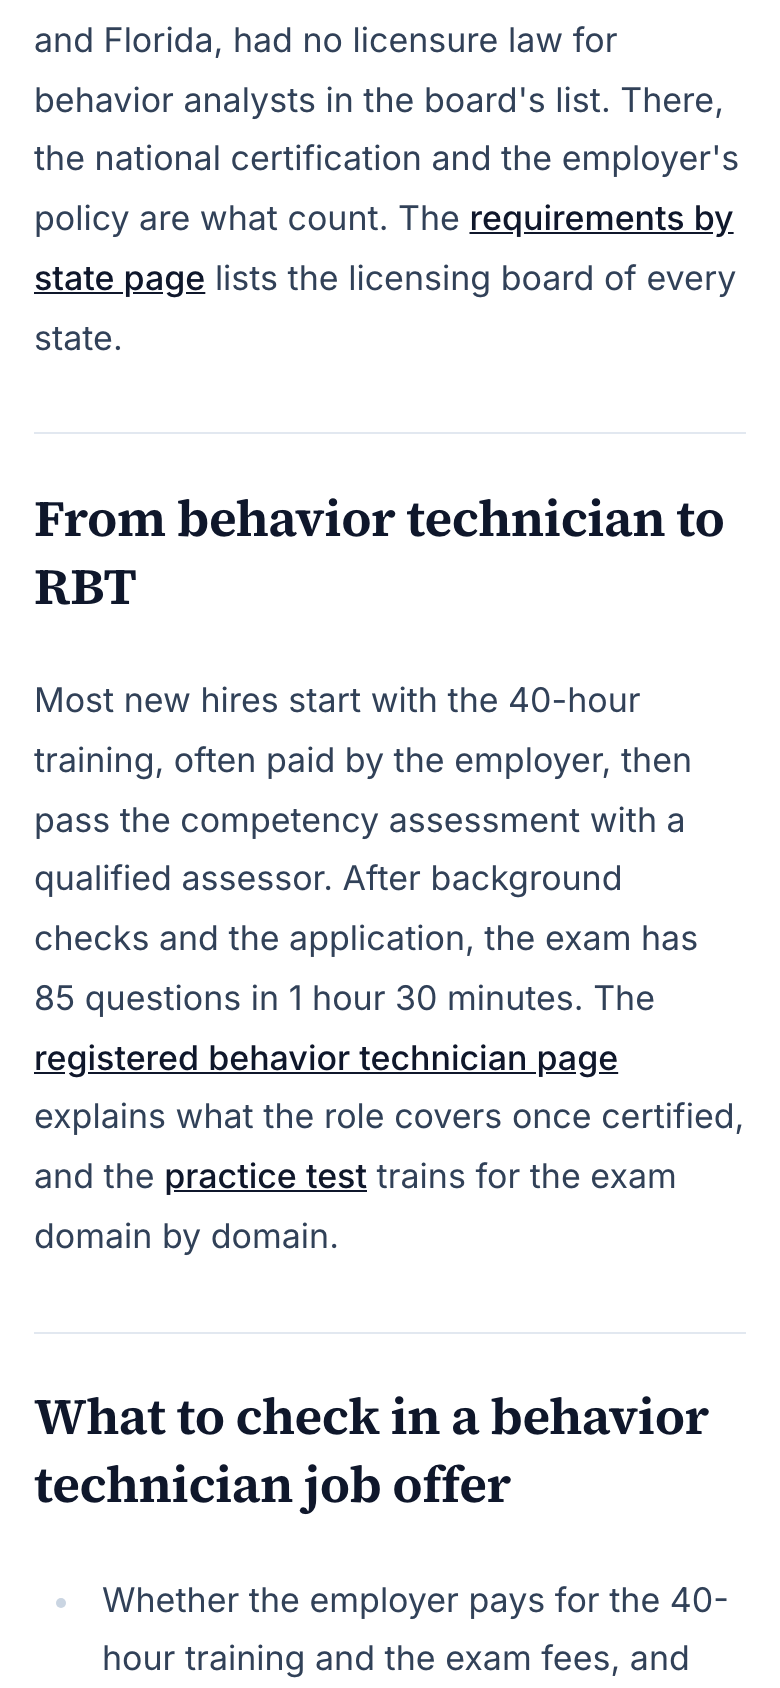 and Florida, had no licensure law for
behavior analysts in the board's list. There,
the national certification and the employer's
policy are what count. The requirements by
state page lists the licensing board of every
state.
From behavior technician to
RBT
Most new hires start with the 40-hour
training, often paid by the employer, then
pass the competency assessment with a
qualified assessor. After background
checks and the application, the exam has
85 questions in 1 hour 30 minutes. The
registered behavior technician page
explains what the role covers once certified,
and the practice test trains for the exam
domain by domain.
What to check in a behavior
technician job offer
• Whether the employer pays for the 40-
hour training and the exam fees, and